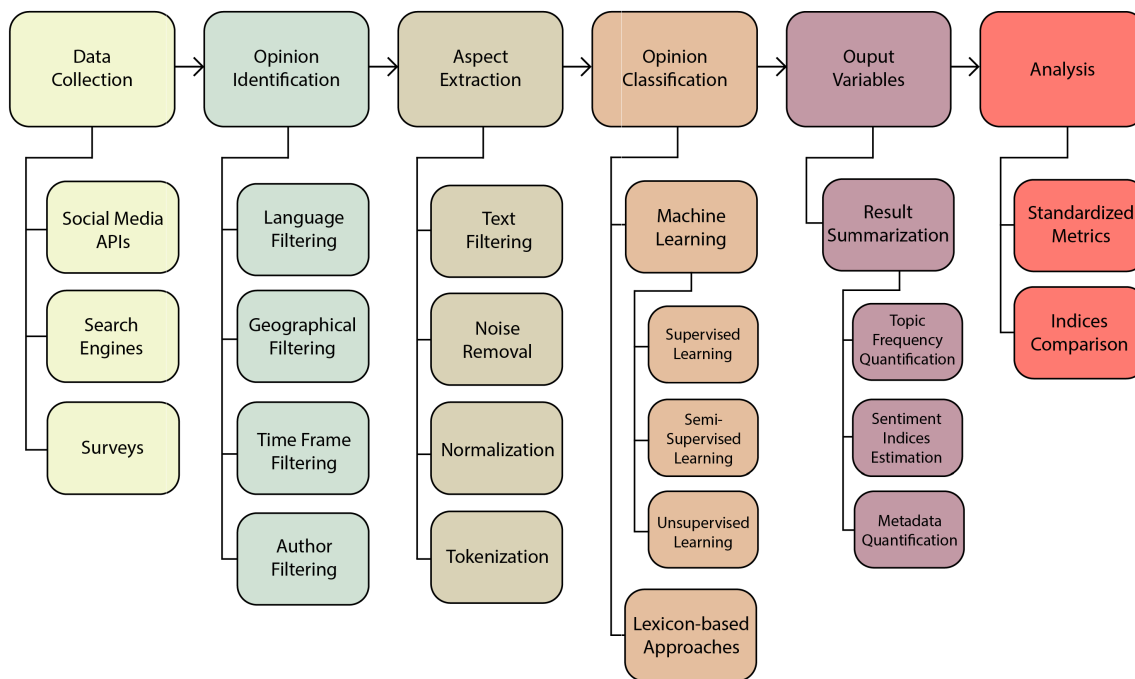 Data
Collection
Opinion
Identification
Aspect
Extraction
Opinion
Classification
Ouput
Variables
Analysis
Social Media
APIs
Search
Engines
Surveys
Language
Filtering
Geographical
Filtering
Time Frame
Filtering
Author
Filtering
Text
Filtering
Noise
Removal
Normalization
Tokenization
Machine
Learning
Supervised
Learning
Semi-
Supervised
Learning
Unsupervised
Learning
Lexicon-based
Approaches
Result
Summarization
Topic
Frequency
Quantification
Sentiment
Indices
Estimation
Metadata
Quantification
Standardized
Metrics
Indices
Comparison